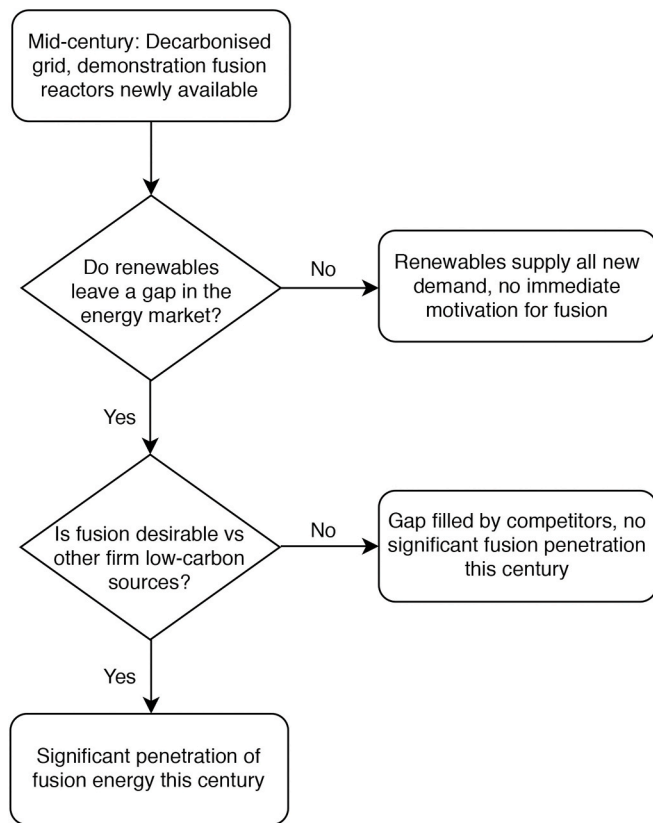 Mid-century: Decarbonised
grid, demonstration fusion
reactors newly available
Do renewables
leave a gap in the
energy market?
No
Renewables supply all new
demand, no immediate
motivation for fusion
Yes
Is fusion desirable vs
other firm low-carbon
sources?
No
Gap filled by competitors, no
significant fusion penetration
this century
Yes
Significant penetration of
fusion energy this century